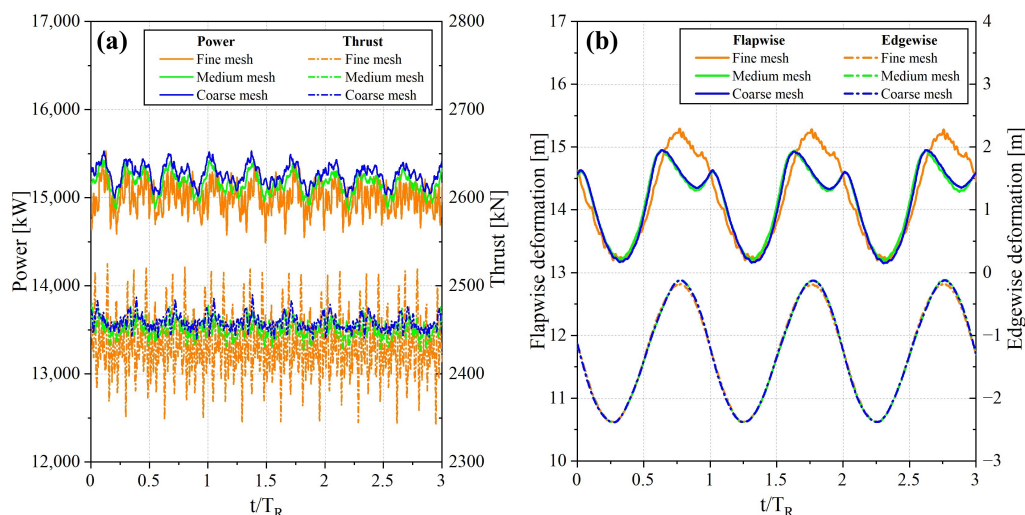 (a)
Power Thrust
Fine mesh Fine mesh
Medium mesh Medium mesh
Coarse mesh Coarse mesh
17,000
16,000
15,000
14,000
13,000
12,000
Power [kW]
2800
2700
2600
2500
2400
2300
Thrust [kN]
0 0.5 1 1.5 2 2.5 3
t/T_R
(b)
Flapwise Edgewise
Fine mesh Fine mesh
Medium mesh Medium mesh
Coarse mesh Coarse mesh
17
16
15
14
13
12
11
10
Flapwise deformation [m]
4
3
2
1
0
−1
−2
−3
Edgewise deformation [m]
0 0.5 1 1.5 2 2.5 3
t/T_R